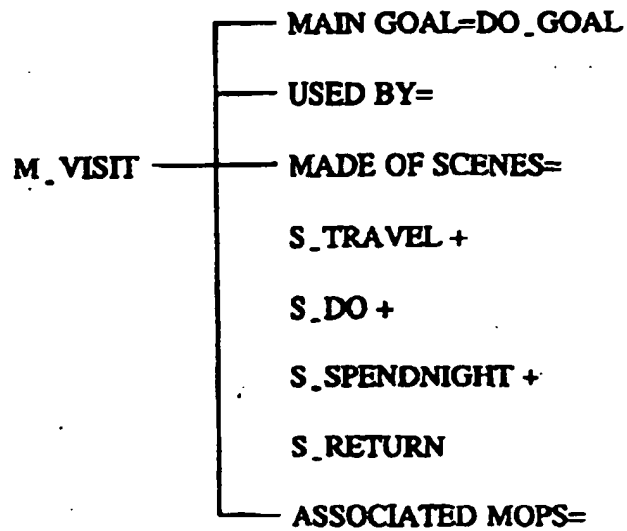 MAIN GOAL=DO_GOAL
USED BY=
M_VISIT MADE OF SCENES=
S_TRAVEL +
S_DO +
S_SPENDNIGHT +
S_RETURN
ASSOCIATED MOPS=